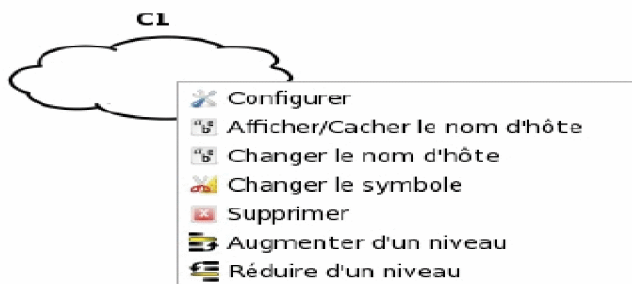 C1
Configurer
Afficher/Cacher le nom d'hôte
Changer le nom d'hôte
Changer le symbole
Supprimer
Augmenter d'un niveau
Réduire d'un niveau